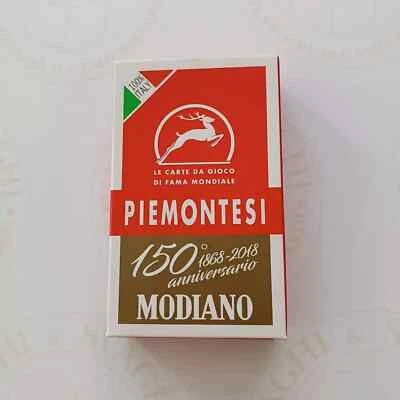 100%
ITALY
LE CARTE DA GIOCO
DI FAMA MONDIALE
PIEMONTESI
150° 1868-2018
anniversario
MODIANO